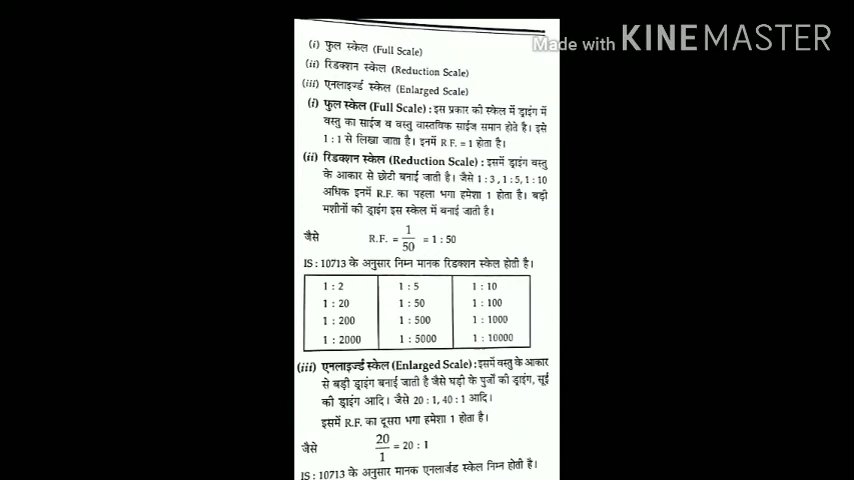 Made with KINEMASTER
(i) फुल स्केल (Full Scale)
(ii) रिडक्शन स्केल (Reduction Scale)
(iii) एनलाइर्ज्ड स्केल (Enlarged Scale)
(i) फुल स्केल (Full Scale) : इस प्रकार की स्केल में ड्राइंग में
वस्तु का साईज व वस्तु वास्तविक साईज समान होते है। इसे
1 : 1 से लिखा जाता है। इनमें R F. = 1 होता है।
(ii) रिडक्शन स्केल (Reduction Scale) : इसमें ड्राइंग वस्तु
के आकार से छोटी बनाई जाती है। जैसे 1 : 3 , 1 : 5, 1 : 10
अधिक इनमें R.F. का पहला भगा हमेशा 1 होता है। बड़ी
मशीनों की ड्राइंग इस स्केल में बनाई जाती है।
जैसे R.F. = 1/50 = 1 : 50
IS : 10713 के अनुसार निम्न मानक रिडक्शन स्केल होती है।
1 : 2 1 : 5 1 : 10
1 : 20 1 : 50 1 : 100
1 : 200 1 : 500 1 : 1000
1 : 2000 1 : 5000 1 : 10000
(iii) एनलाइर्ज्ड स्केल (Enlarged Scale) : इसमें वस्तु के आकार
से बड़ी ड्राइंग बनाई जाती है जैसे घड़ी के पुर्जो की ड्राइंग, सूई
की ड्राइंग आदि। जैसे 20 : 1, 40 : 1 आदि।
इसमें R.F. का दूसरा भगा हमेशा 1 होता है।
जैसे 20/1 = 20 : 1
IS : 10713 के अनुसार मानक एनलार्जड स्केल निम्न होती है।